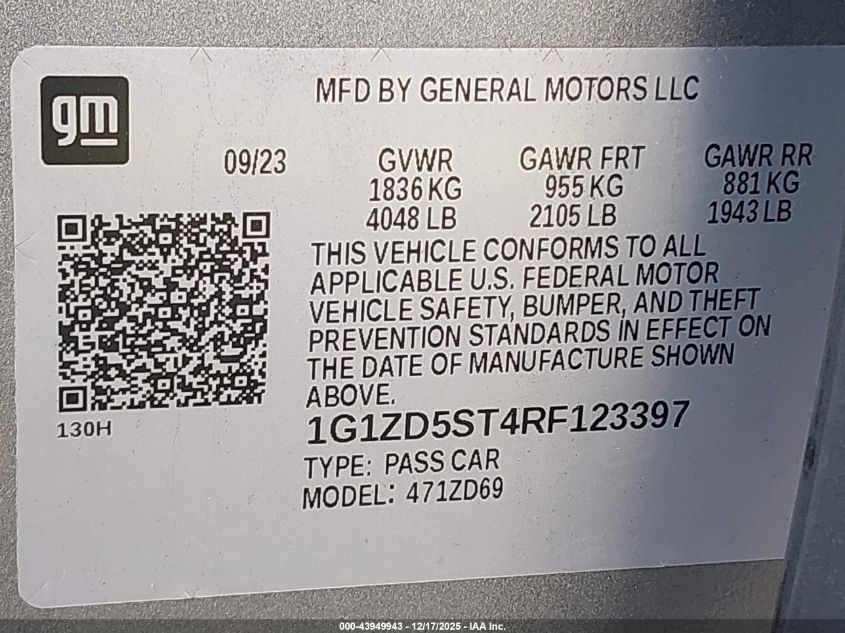 gm
MFD BY GENERAL MOTORS LLC
09/23 GVWR GAWR FRT GAWR RR
1836 KG 955 KG 881 KG
4048 LB 2105 LB 1943 LB
THIS VEHICLE CONFORMS TO ALL
APPLICABLE U.S. FEDERAL MOTOR
VEHICLE SAFETY, BUMPER, AND THEFT
PREVENTION STANDARDS IN EFFECT ON
THE DATE OF MANUFACTURE SHOWN
ABOVE.
130H
1G1ZD5ST4RF123397
TYPE: PASS CAR
MODEL: 471ZD69
000-43949943 - 12/17/2025 - IAA Inc.